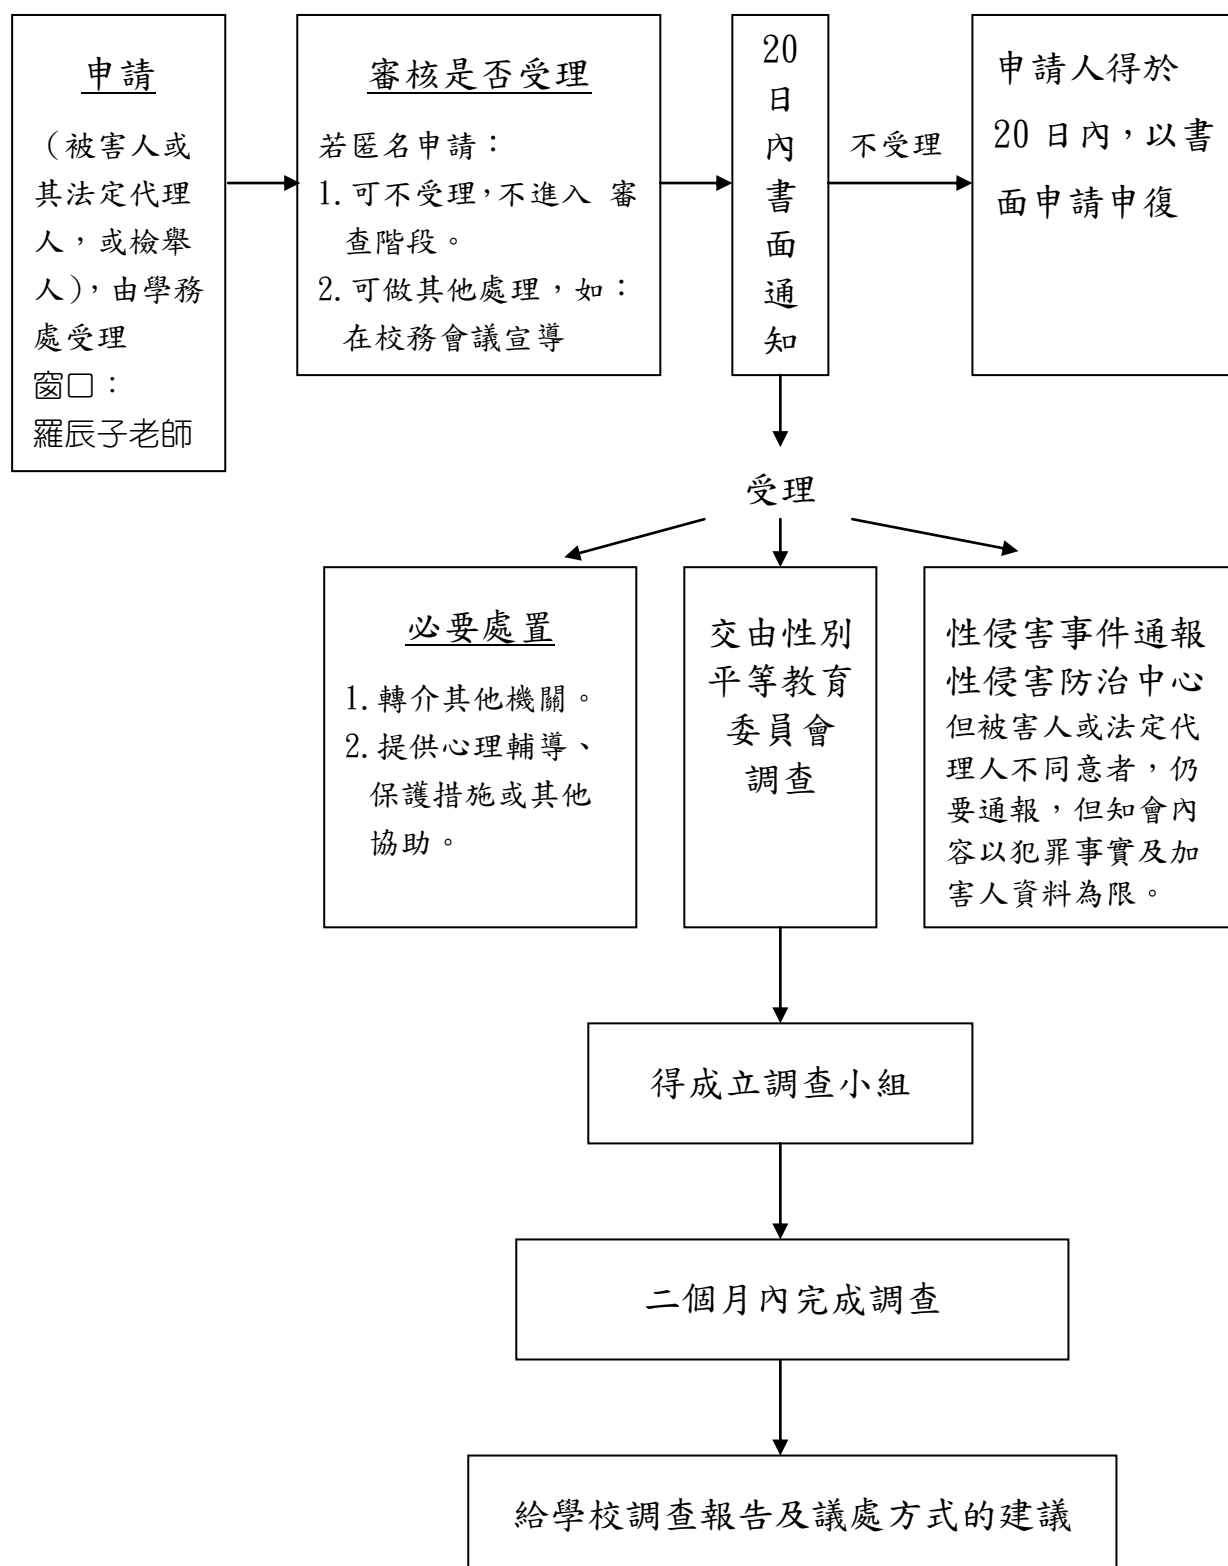 申請
（被害人或
其法定代理
人，或檢舉
人），由學務
處受理
窗口：
羅辰子老師
審核是否受理
若匿名申請：
1.可不受理，不進入 審
查階段。
2.可做其他處理，如：
在校務會議宣導
20
日
內
書
面
通
知
不受理
申請人得於
20 日內，以書
面申請申復
受理
必要處置
1.轉介其他機關。
2.提供心理輔導、
保護措施或其他
協助。
交由性別
平等教育
委員會
調查
性侵害事件通報
性侵害防治中心
但被害人或法定代
理人不同意者，仍
要通報，但知會內
容以犯罪事實及加
害人資料為限。
得成立調查小組
二個月內完成調查
給學校調查報告及議處方式的建議